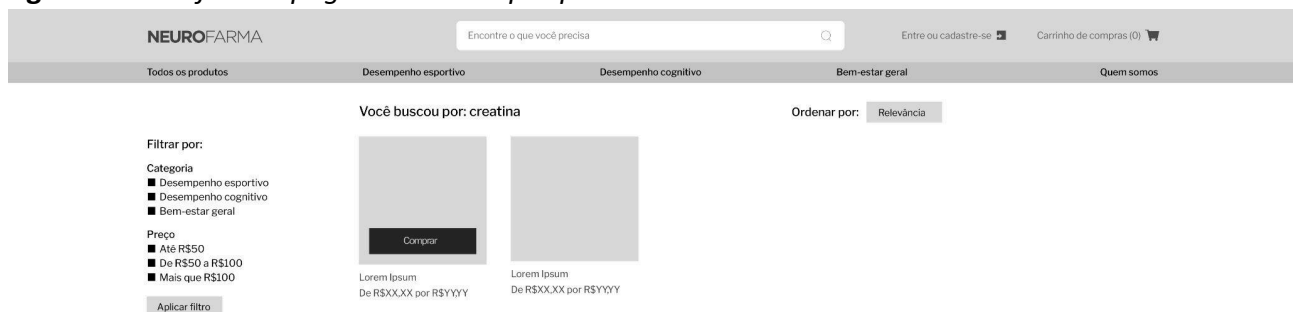 NEUROFARMA
Encontre o que você precisa
Entre ou cadastre-se
Carrinho de compras (0)
Todos os produtos
Desempenho esportivo
Desempenho cognitivo
Bem-estar geral
Quem somos
Você buscou por: creatina
Ordenar por:
Relevância
Filtrar por:
Categoria
Desempenho esportivo
Desempenho cognitivo
Bem-estar geral
Preço
Até R$50
De R$50 a R$100
Mais que R$100
Aplicar filtro
Comprar
Lorem Ipsum
De R$XX,XX por R$YY,YY
Lorem Ipsum
De R$XX,XX por R$YY,YY